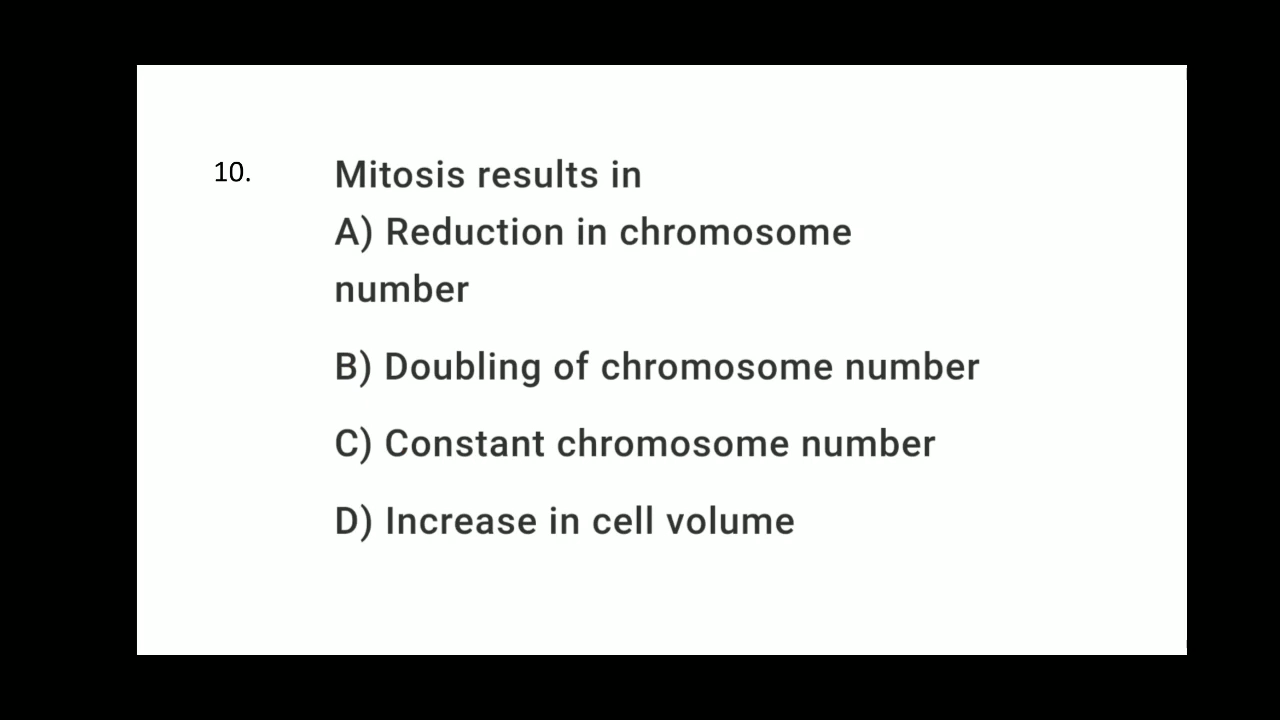 10. Mitosis results in
A) Reduction in chromosome
number
B) Doubling of chromosome number
C) Constant chromosome number
D) Increase in cell volume